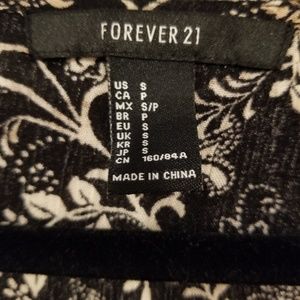 FOREVER 21
US S
CA P
MX S/P
BR P
EU S
UK S
KR S
JP S
CN 160/84A
MADE IN CHINA